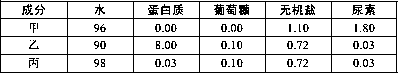 成分 水 蛋白质 葡萄糖 无机盐 尿素
甲 96 0.00 0.00 1.10 1.80
乙 90 8.00 0.10 0.72 0.03
丙 98 0.03 0.10 0.72 0.03